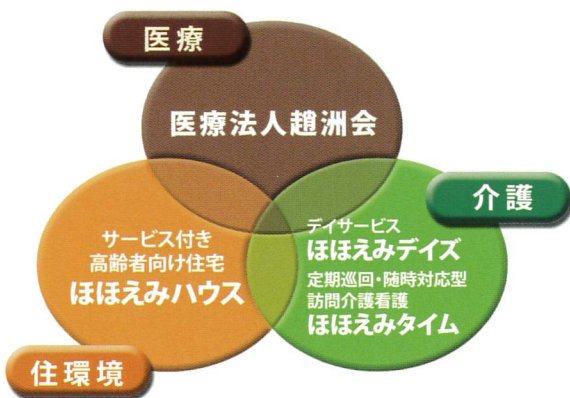 医療
医療法人趙洲会
介護
サービス付き
高齢者向け住宅
ほほえみハウス
デイサービス
ほほえみデイズ
定期巡回・随時対応型
訪問介護看護
ほほえみタイム
住環境